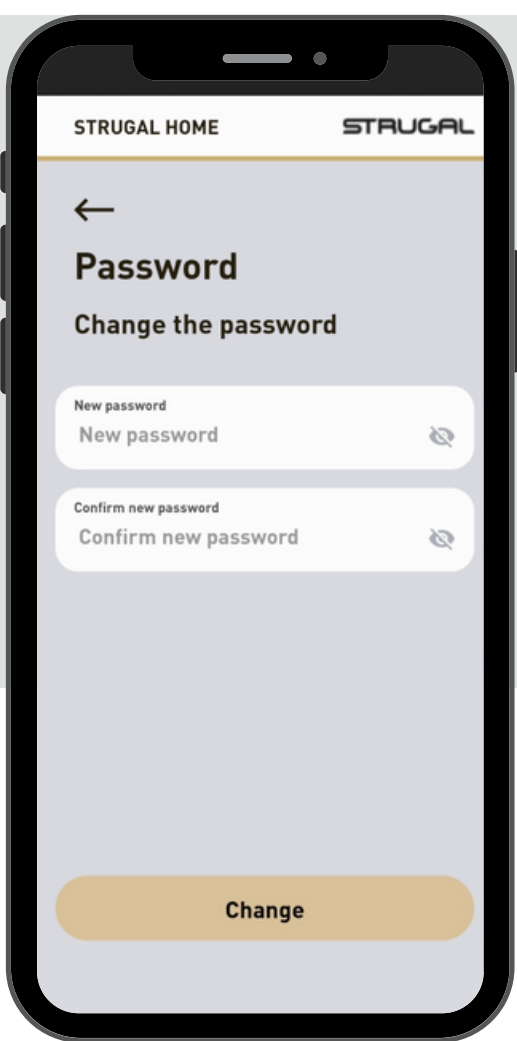 STRUGAL HOME STRUGAL
Password
Change the password
New password
New password
Confirm new password
Confirm new password
Change